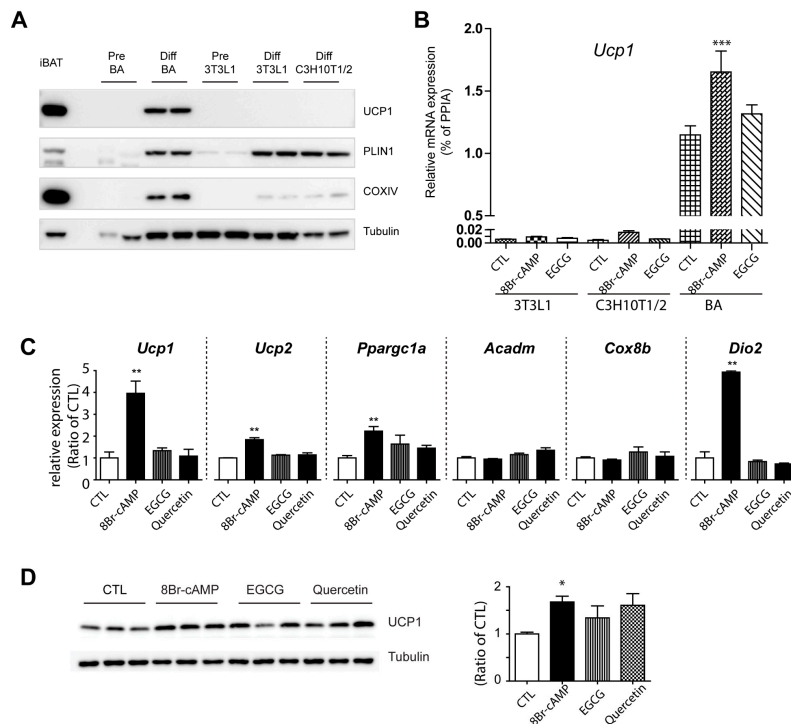 A
iBAT
Pre
BA
Diff
BA
Pre
3T3L1
Diff
3T3L1
Diff
C3H10T1/2
UCP1
PLIN1
COXIV
Tubulin
B
Ucp1
Relative mRNA expression
(% of PPIA)
2.0
1.5
1.0
0.5
0.02
0.00
***
CTL
8Br-cAMP
EGCG
CTL
8Br-cAMP
EGCG
CTL
8Br-cAMP
EGCG
3T3L1
C3H10T1/2
BA
C
Ucp1
Ucp2
Ppargc1a
Acadm
Cox8b
Dio2
relative expression
(Ratio of CTL)
5
4
2
1
0
**
**
**
**
CTL
8Br-cAMP
EGCG
Quercetin
CTL
8Br-cAMP
EGCG
Quercetin
CTL
8Br-cAMP
EGCG
Quercetin
CTL
8Br-cAMP
EGCG
Quercetin
CTL
8Br-cAMP
EGCG
Quercetin
CTL
8Br-cAMP
EGCG
Quercetin
D
CTL
8Br-cAMP
EGCG
Quercetin
UCP1
Tubulin
(Ratio of CTL)
2
1
0
*
CTL
8Br-cAMP
EGCG
Quercetin